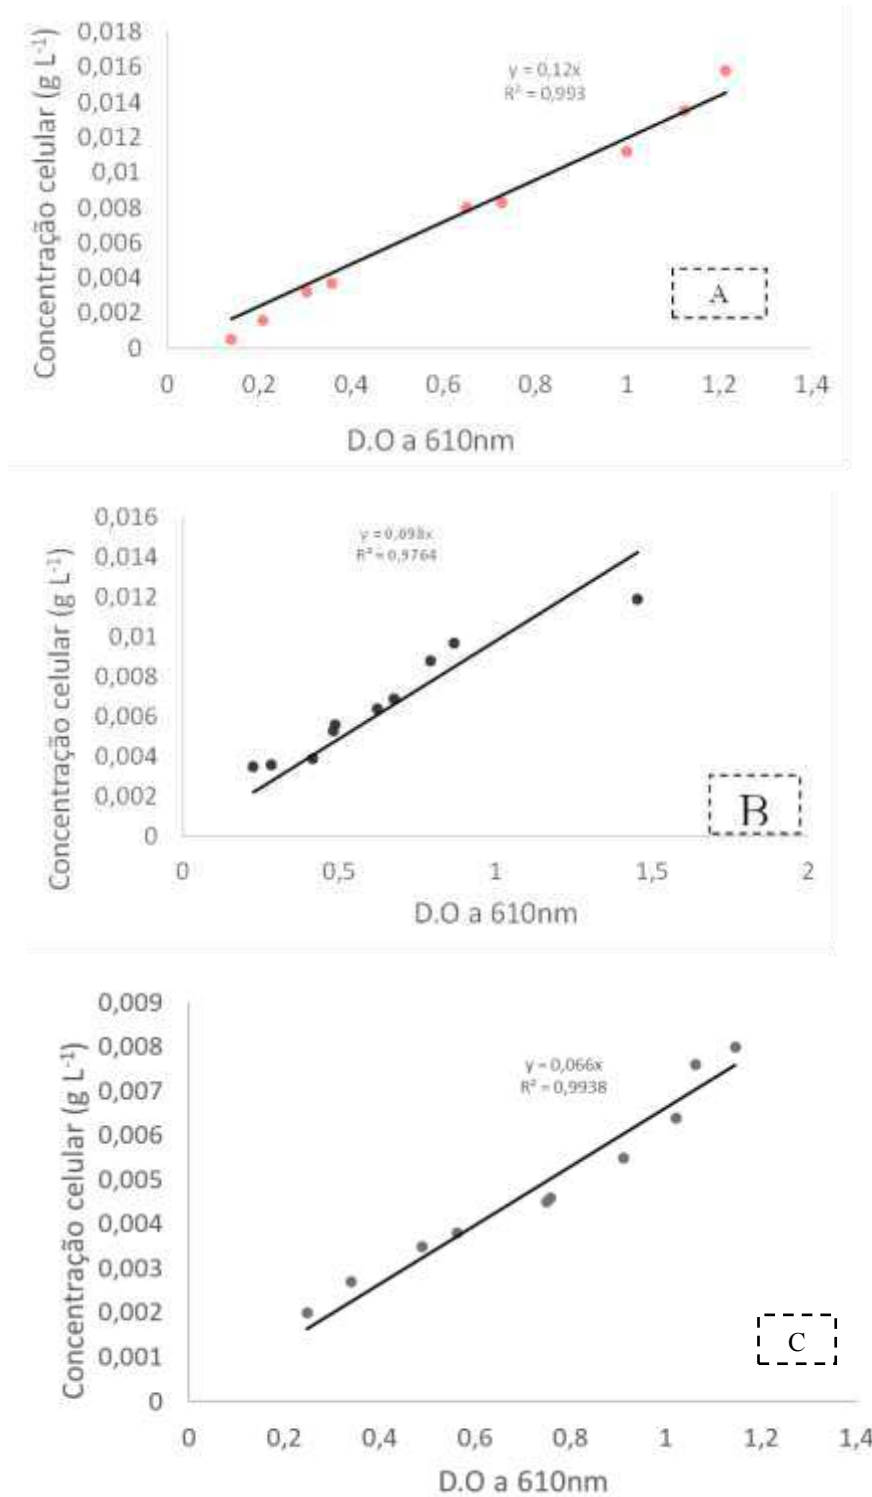 Concentração celular (g L⁻¹)
0,018
0,016
0,014
0,012
0,01
0,008
0,006
0,004
0,002
0
y = 0,12x
R² = 0,993
A
0 0,2 0,4 0,6 0,8 1 1,2 1,4
D.O a 610nm
Concentração celular (g L⁻¹)
0,016
0,014
0,012
0,01
0,008
0,006
0,004
0,002
0
y = 0,098x
R² = 0,9764
B
0 0,5 1 1,5 2
D.O a 610nm
Concentração celular (g L⁻¹)
0,009
0,008
0,007
0,006
0,005
0,004
0,003
0,002
0,001
0
y = 0,066x
R² = 0,9938
C
0 0,2 0,4 0,6 0,8 1 1,2 1,4
D.O a 610nm